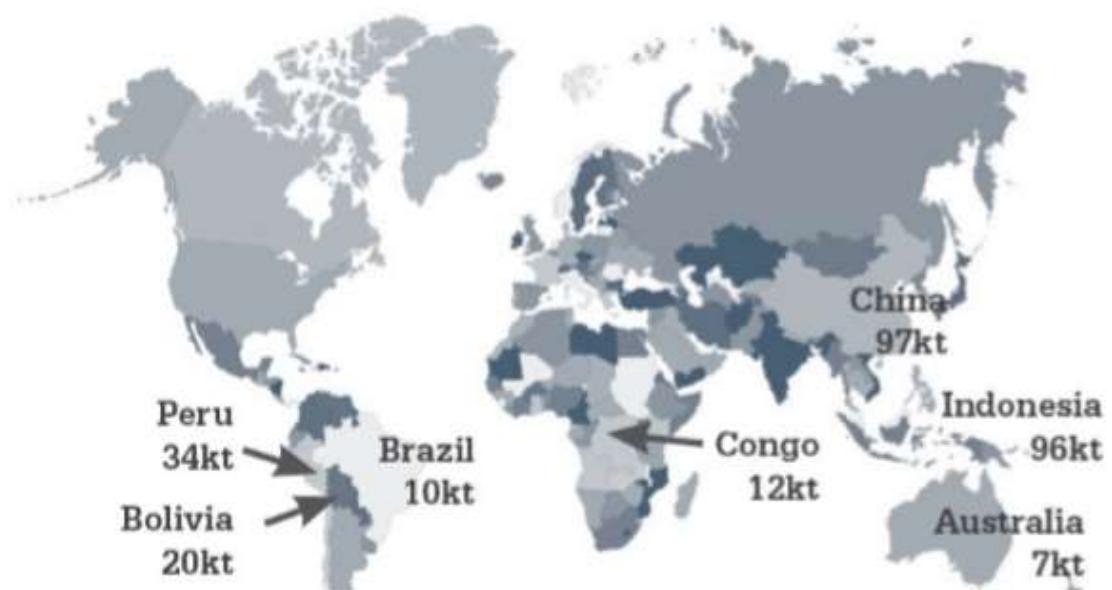 China
97kt
Peru
34kt
Brazil
10kt
Bolivia
20kt
Congo
12kt
Indonesia
96kt
Australia
7kt